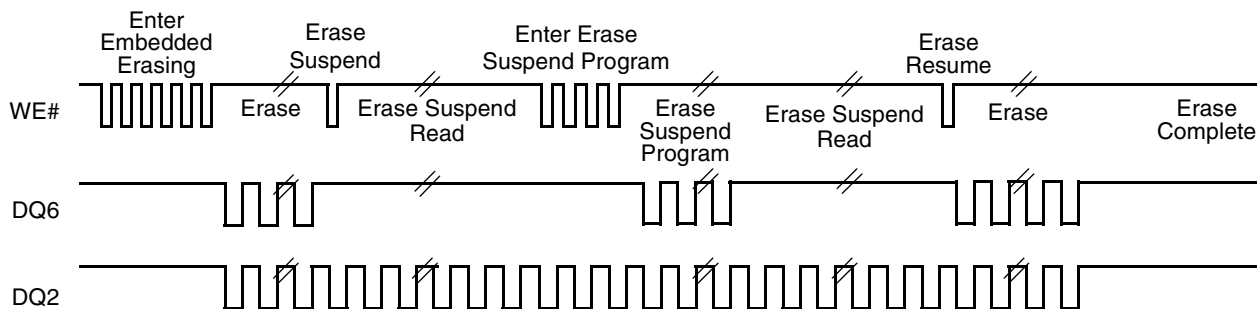 Enter
Embedded
Erasing
Erase
Suspend
Enter Erase
Suspend Program
Erase
Resume
WE#
Erase
Erase Suspend
Read
Erase
Suspend
Program
Erase Suspend
Read
Erase
Erase
Complete
DQ6
DQ2